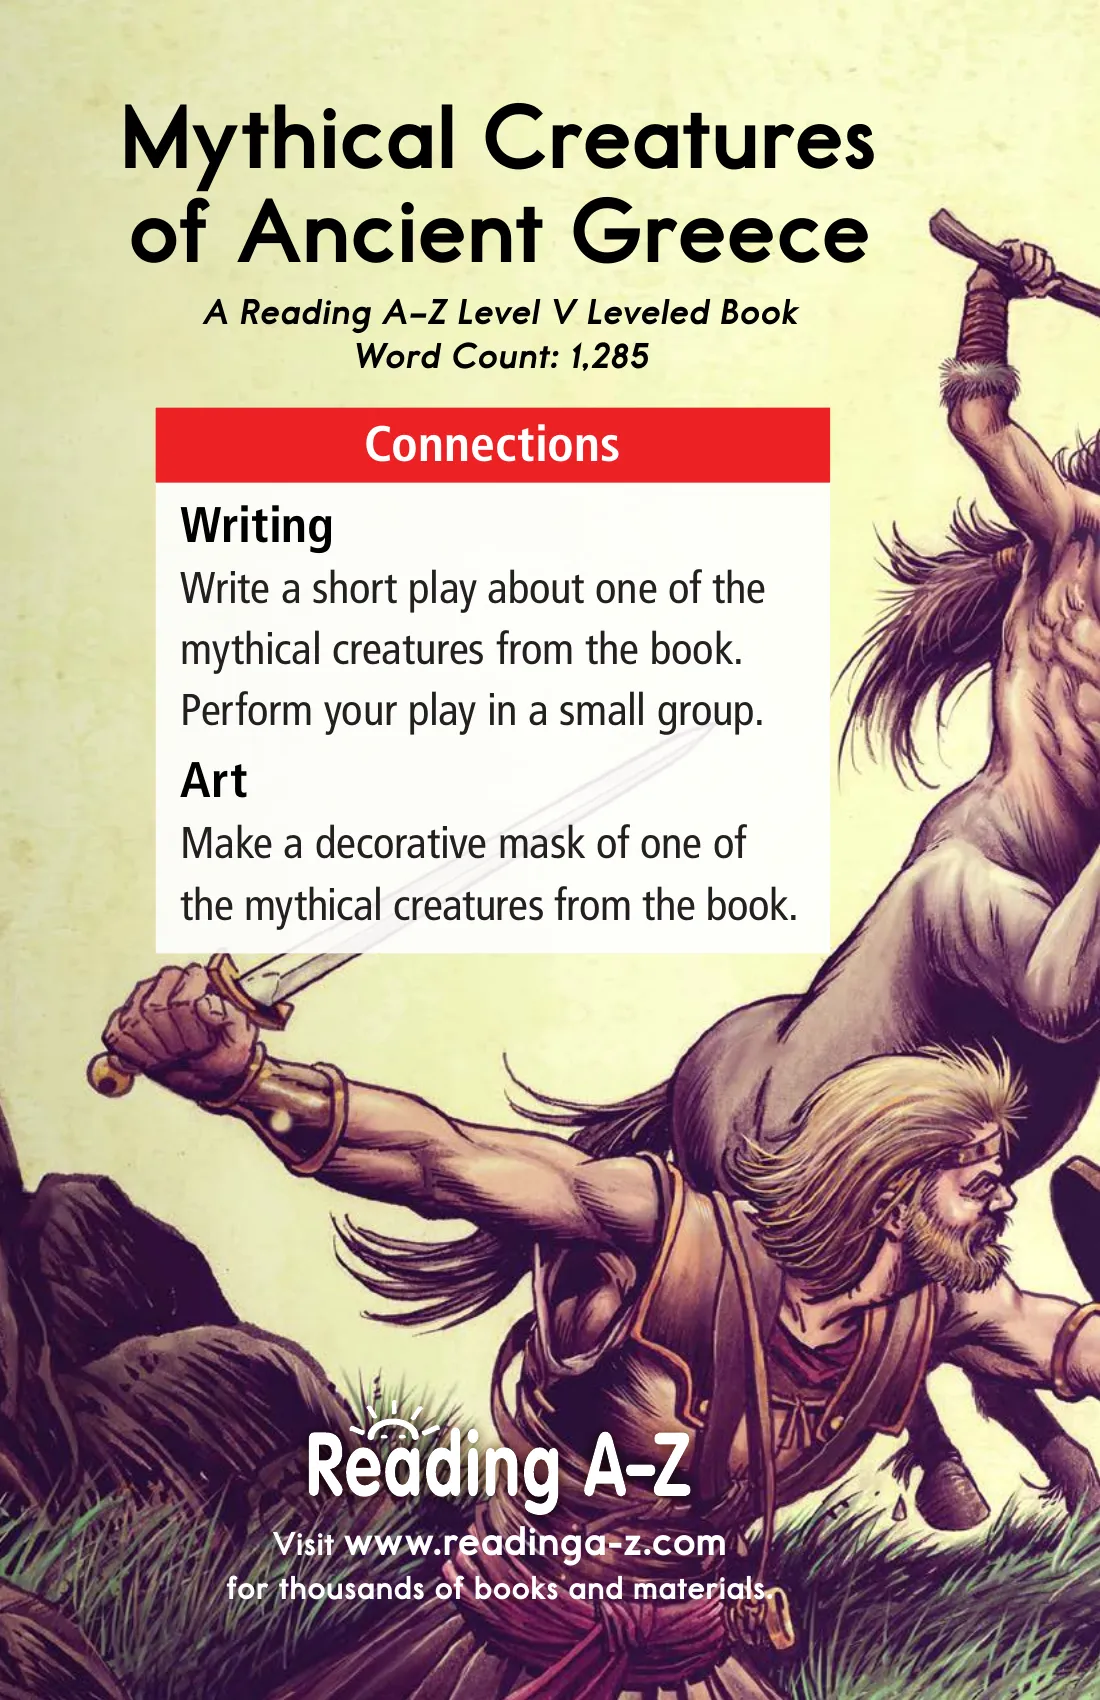 Mythical Creatures
of Ancient Greece
A Reading A–Z Level V Leveled Book
Word Count: 1,285
Connections
Writing
Write a short play about one of the
mythical creatures from the book.
Perform your play in a small group.
Art
Make a decorative mask of one of
the mythical creatures from the book.
Reading A–Z
Visit www.readinga-z.com
for thousands of books and materials.